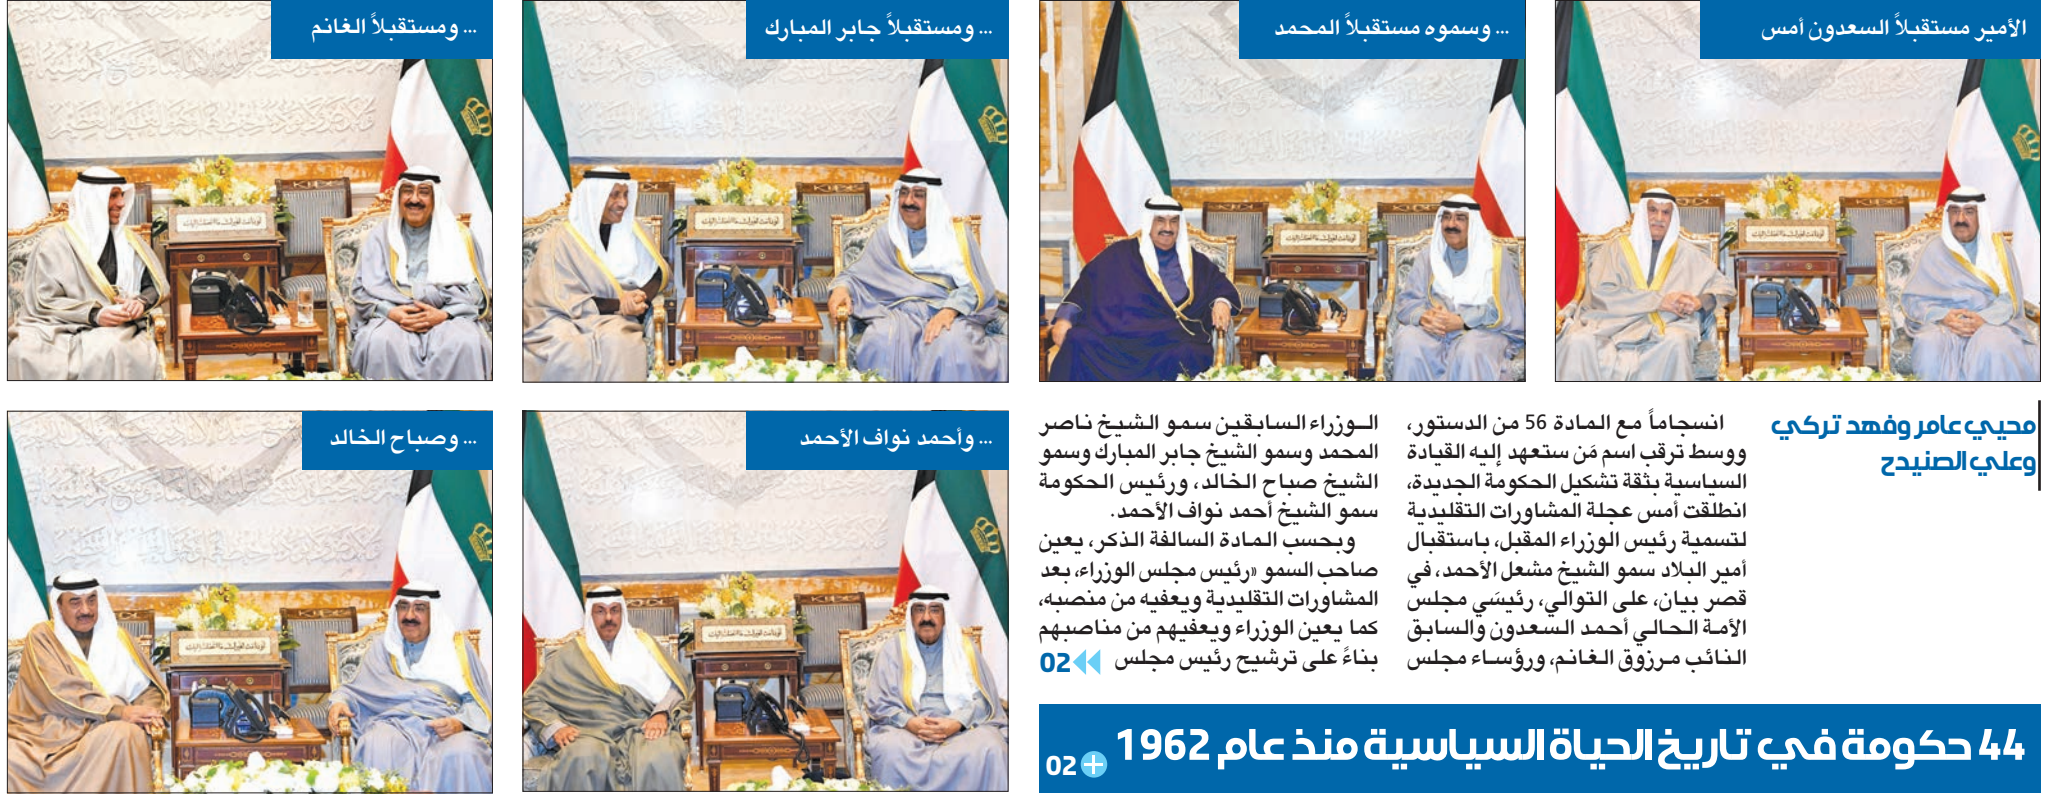 الأمير مستقبلاً السعدون أمس
... وسموه مستقبلاً المحمد
... ومستقبلاً جابر المبارك
... ومستقبلاً الغانم
محيي عامر وفهد تركي
وعلي الصنيدح
انسجاماً مع المادة 56 من الدستور،
ووسط ترقب اسم مَن ستعهد إليه القيادة
السياسية بثقة تشكيل الحكومة الجديدة،
انطلقت أمس عجلة المشاورات التقليدية
لتسمية رئيس الوزراء المقبل، باستقبال
أمير البلاد سمو الشيخ مشعل الأحمد، في
قصر بيان، على التوالي، رئيسَي مجلس
الأمة الحالي أحمد السعدون والسابق
النائب مرزوق الغانم، ورؤساء مجلس
الوزراء السابقين سمو الشيخ ناصر
المحمد وسمو الشيخ جابر المبارك وسمو
الشيخ صباح الخالد، ورئيس الحكومة
سمو الشيخ أحمد نواف الأحمد.
وبحسب المادة السالفة الذكر، يعين
صاحب السمو «رئيس مجلس الوزراء، بعد
المشاورات التقليدية ويعفيه من منصبه،
كما يعين الوزراء ويعفيهم من مناصبهم
بناءً على ترشيح رئيس مجلس 02
... وأحمد نواف الأحمد
... وصباح الخالد
44 حكومة في تاريخ الحياة السياسية منذ عام 1962 02